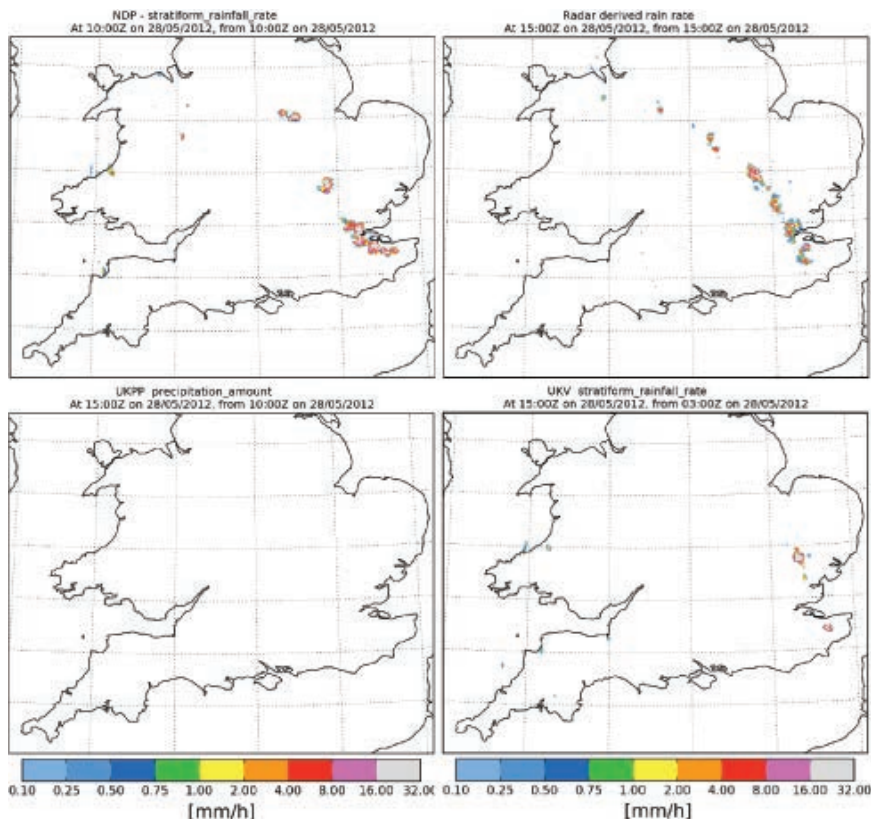 NDP - stratiform_rainfall_rate
At 10:00Z on 28/05/2012, from 10:00Z on 28/05/2012
Radar derived rain rate
At 15:00Z on 28/05/2012, from 15:00Z on 28/05/2012
UKPP precipitation_amount
At 15:00Z on 28/05/2012, from 10:00Z on 28/05/2012
UKV stratiform_rainfall_rate
At 15:00Z on 28/05/2012, from 03:00Z on 28/05/2012
0.10 0.25 0.50 0.75 1.00 2.00 4.00 8.00 16.00 32.00
[mm/h]
0.10 0.25 0.50 0.75 1.00 2.00 4.00 8.00 16.00 32.00
[mm/h]